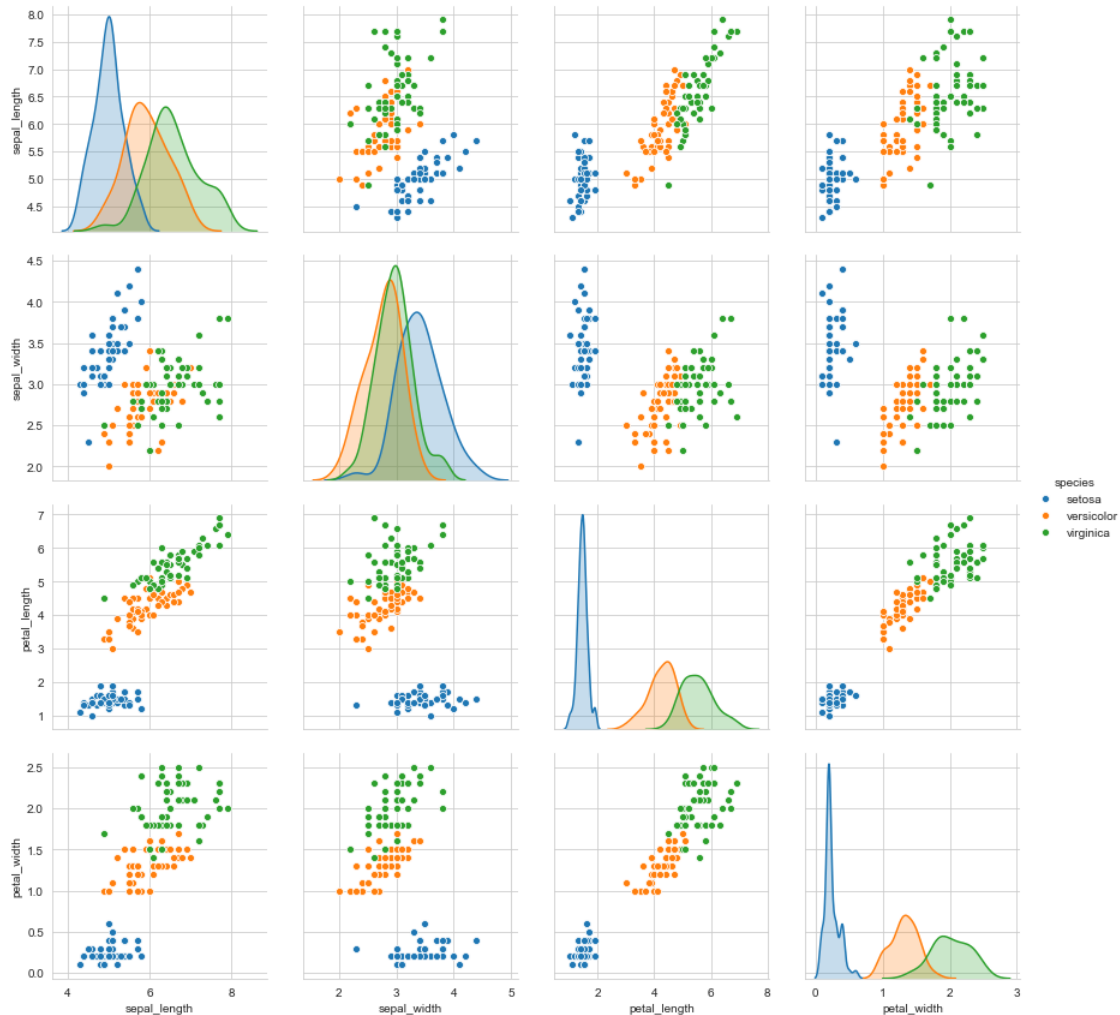 8.0
7.5
7.0
6.5
6.0
5.5
5.0
4.5
sepal_length
4.5
4.0
3.5
3.0
2.5
2.0
sepal_width
species
setosa
versicolor
virginica
7
6
5
4
3
2
1
petal_length
2.5
2.0
1.5
1.0
0.5
0.0
petal_width
4 6 8
sepal_length
2 3 4 5
sepal_width
2 4 6 8
petal_length
0 1 2 3
petal_width